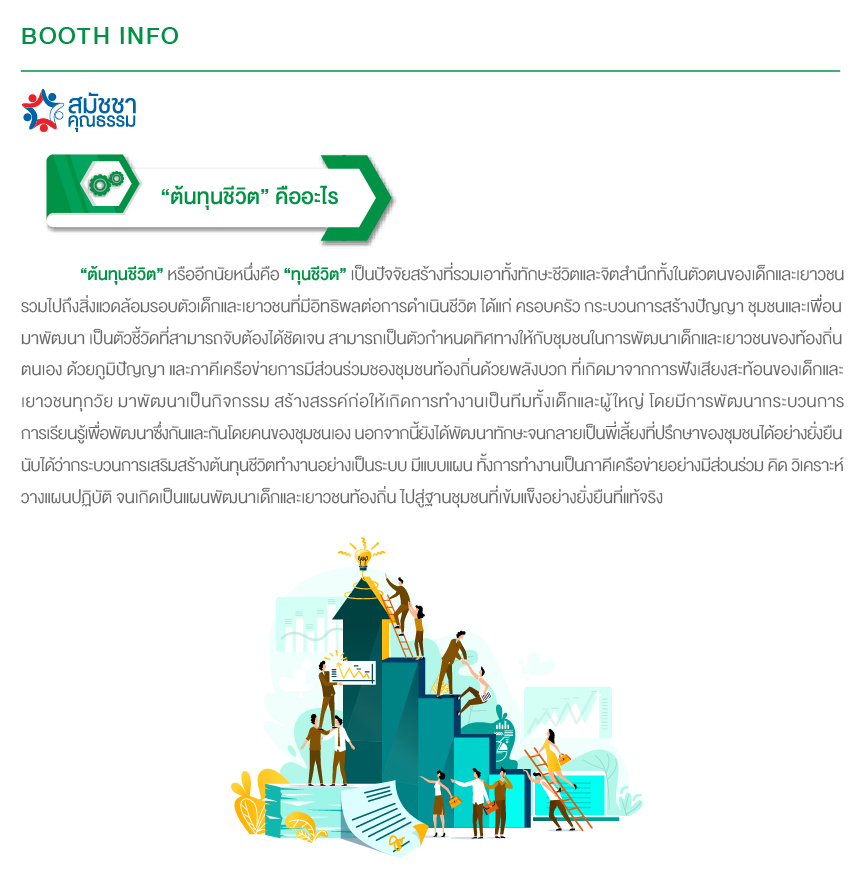 BOOTH INFO
สมัชชา
คุณธรรม
“ต้นทุนชีวิต” คืออะไร
“ต้นทุนชีวิต” หรืออีกนัยหนึ่งคือ “ทุนชีวิต” เป็นปัจจัยสร้างที่รวมเอาทั้งทักษะชีวิตและจิตสำนึกทั้งในตัวตนของเด็กและเยาวชน
รวมไปถึงสิ่งแวดล้อมรอบตัวเด็กและเยาวชนที่มีอิทธิพลต่อการดำเนินชีวิต ได้แก่ ครอบครัว กระบวนการสร้างปัญญา ชุมชนและเพื่อน
มาพัฒนา เป็นตัวชี้วัดที่สามารถจับต้องได้ชัดเจน สามารถเป็นตัวกำหนดทิศทางให้กับชุมชนในการพัฒนาเด็กและเยาวชนของท้องถิ่น
ตนเอง ด้วยภูมิปัญญา และภาคีเครือข่ายการมีส่วนร่วมชองชุมชนท้องถิ่นด้วยพลังบวก ที่เกิดมาจากการฟังเสียงสะท้อนของเด็กและ
เยาวชนทุกวัย มาพัฒนาเป็นกิจกรรม สร้างสรรค์ก่อให้เกิดการทำงานเป็นทีมทั้งเด็กและผู้ใหญ่ โดยมีการพัฒนากระบวนการ
การเรียนรู้เพื่อพัฒนาซึ่งกันและกันโดยคนของชุมชนเอง นอกจากนี้ยังได้พัฒนาทักษะจนกลายเป็นพี่เลี้ยงที่ปรึกษาของชุมชนได้อย่างยั่งยืน
นับได้ว่ากระบวนการเสริมสร้างต้นทุนชีวิตทำงานอย่างเป็นระบบ มีแบบแผน ทั้งการทำงานเป็นภาคีเครือข่ายอย่างมีส่วนร่วม คิด วิเคราะห์
วางแผนปฏิบัติ จนเกิดเป็นแผนพัฒนาเด็กและเยาวชนท้องถิ่น ไปสู่ฐานชุมชนที่เข้มแข็งอย่างยั่งยืนที่แท้จริง